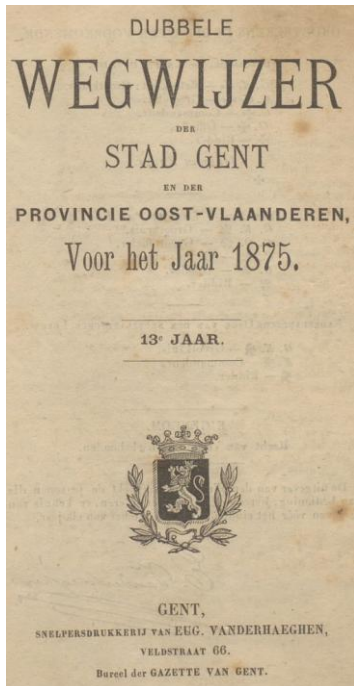 DUBBELE
WEGWIJZER
DER
STAD GENT
EN DER
PROVINCIE OOST-VLAANDEREN,
Voor het Jaar 1875.
13e JAAR.
GENT,
SNELPERSDRUKKERIJ VAN EUG. VANDERHAEGHEN,
VELDSTRAAT 66.
Bureel der GAZETTE VAN GENT.